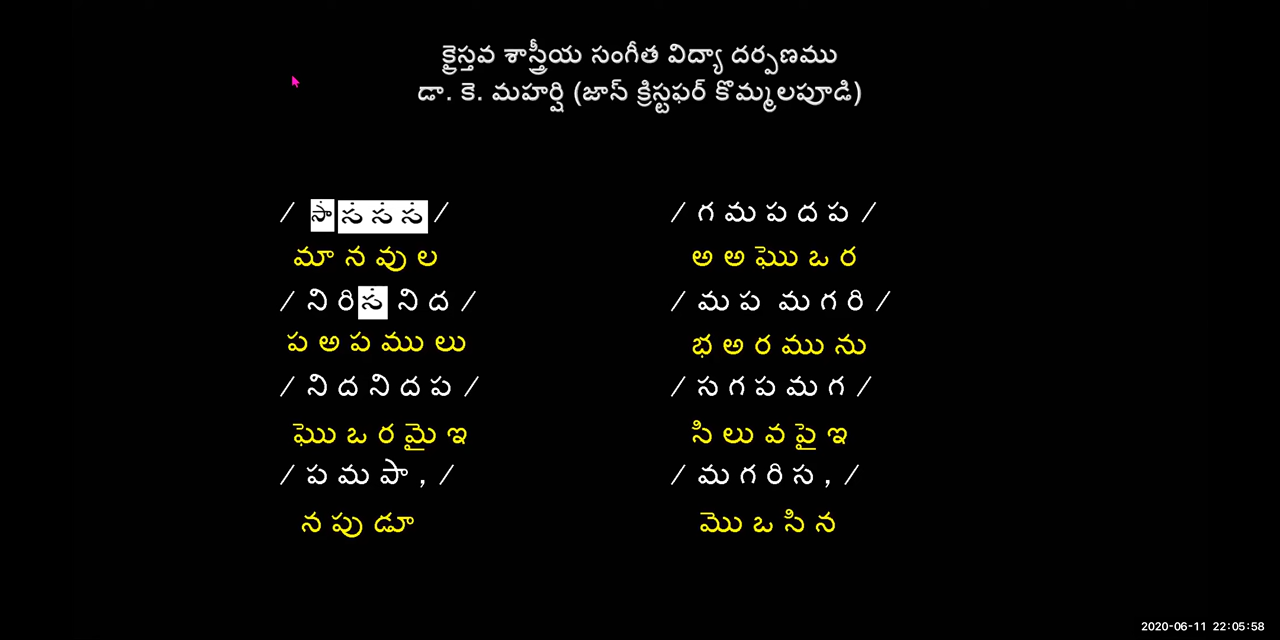 క్రైస్తవ శాస్త్రీయ సంగీత విద్యా దర్పణము
డా. కె. మహర్షి (జాస్ క్రిస్టఫర్ కొమ్మలపూడి)
/ సా̇ స̇ స̇ స̇ /
మా న వు ల
/ ని రి స̇ ని ద /
ప అ ప ము లు
/ ని ద ని ద ప /
ఘొ ఒ ర మై ఇ
/ ప మ పా , /
న పు డూ
/ గ మ ప ద ప /
అ అ ఘొ ఒ ర
/ మ ప మ గ రి /
భ అ ర ము ను
/ స గ ప మ గ /
సి లు వ పై ఇ
/ మ గ రి స , /
మొ ఒ సి న
2020-06-11 22:05:58